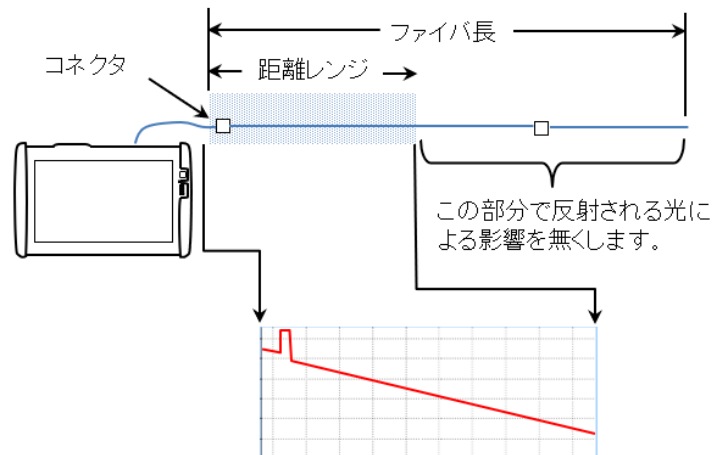 ファイバ長
コネクタ
距離レンジ
この部分で反射される光に
よる影響を無くします。